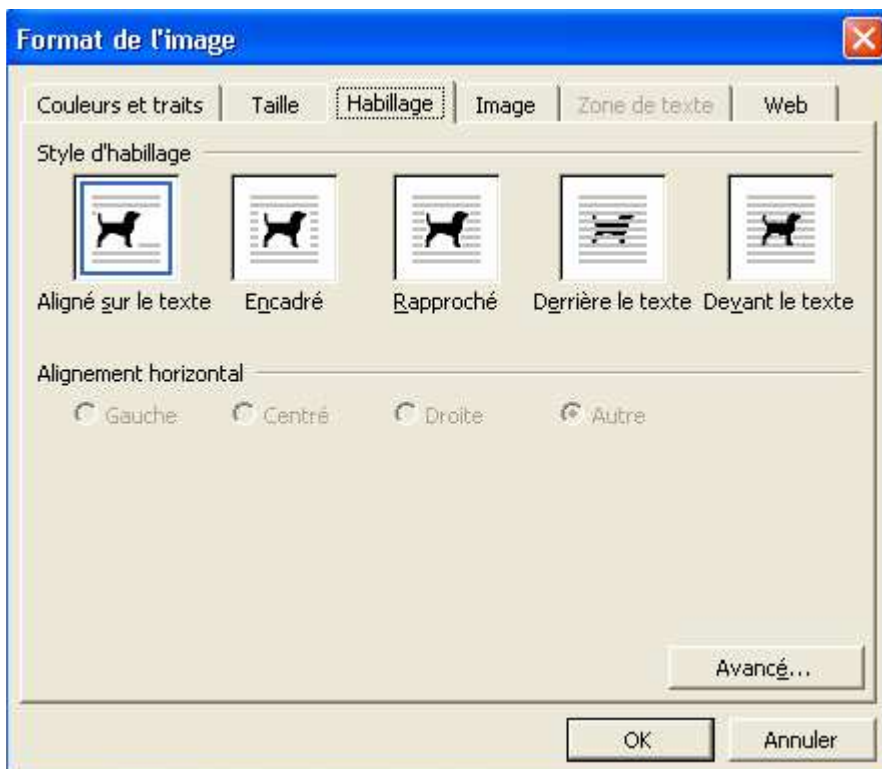 Format de l'image
Couleurs et traits Taille Habillage Image Zone de texte Web
Style d'habillage
Aligné sur le texte Encadré Rapproché Derrière le texte Devant le texte
Alignement horizontal
Gauche Centré Droite Autre
Avancé...
OK Annuler